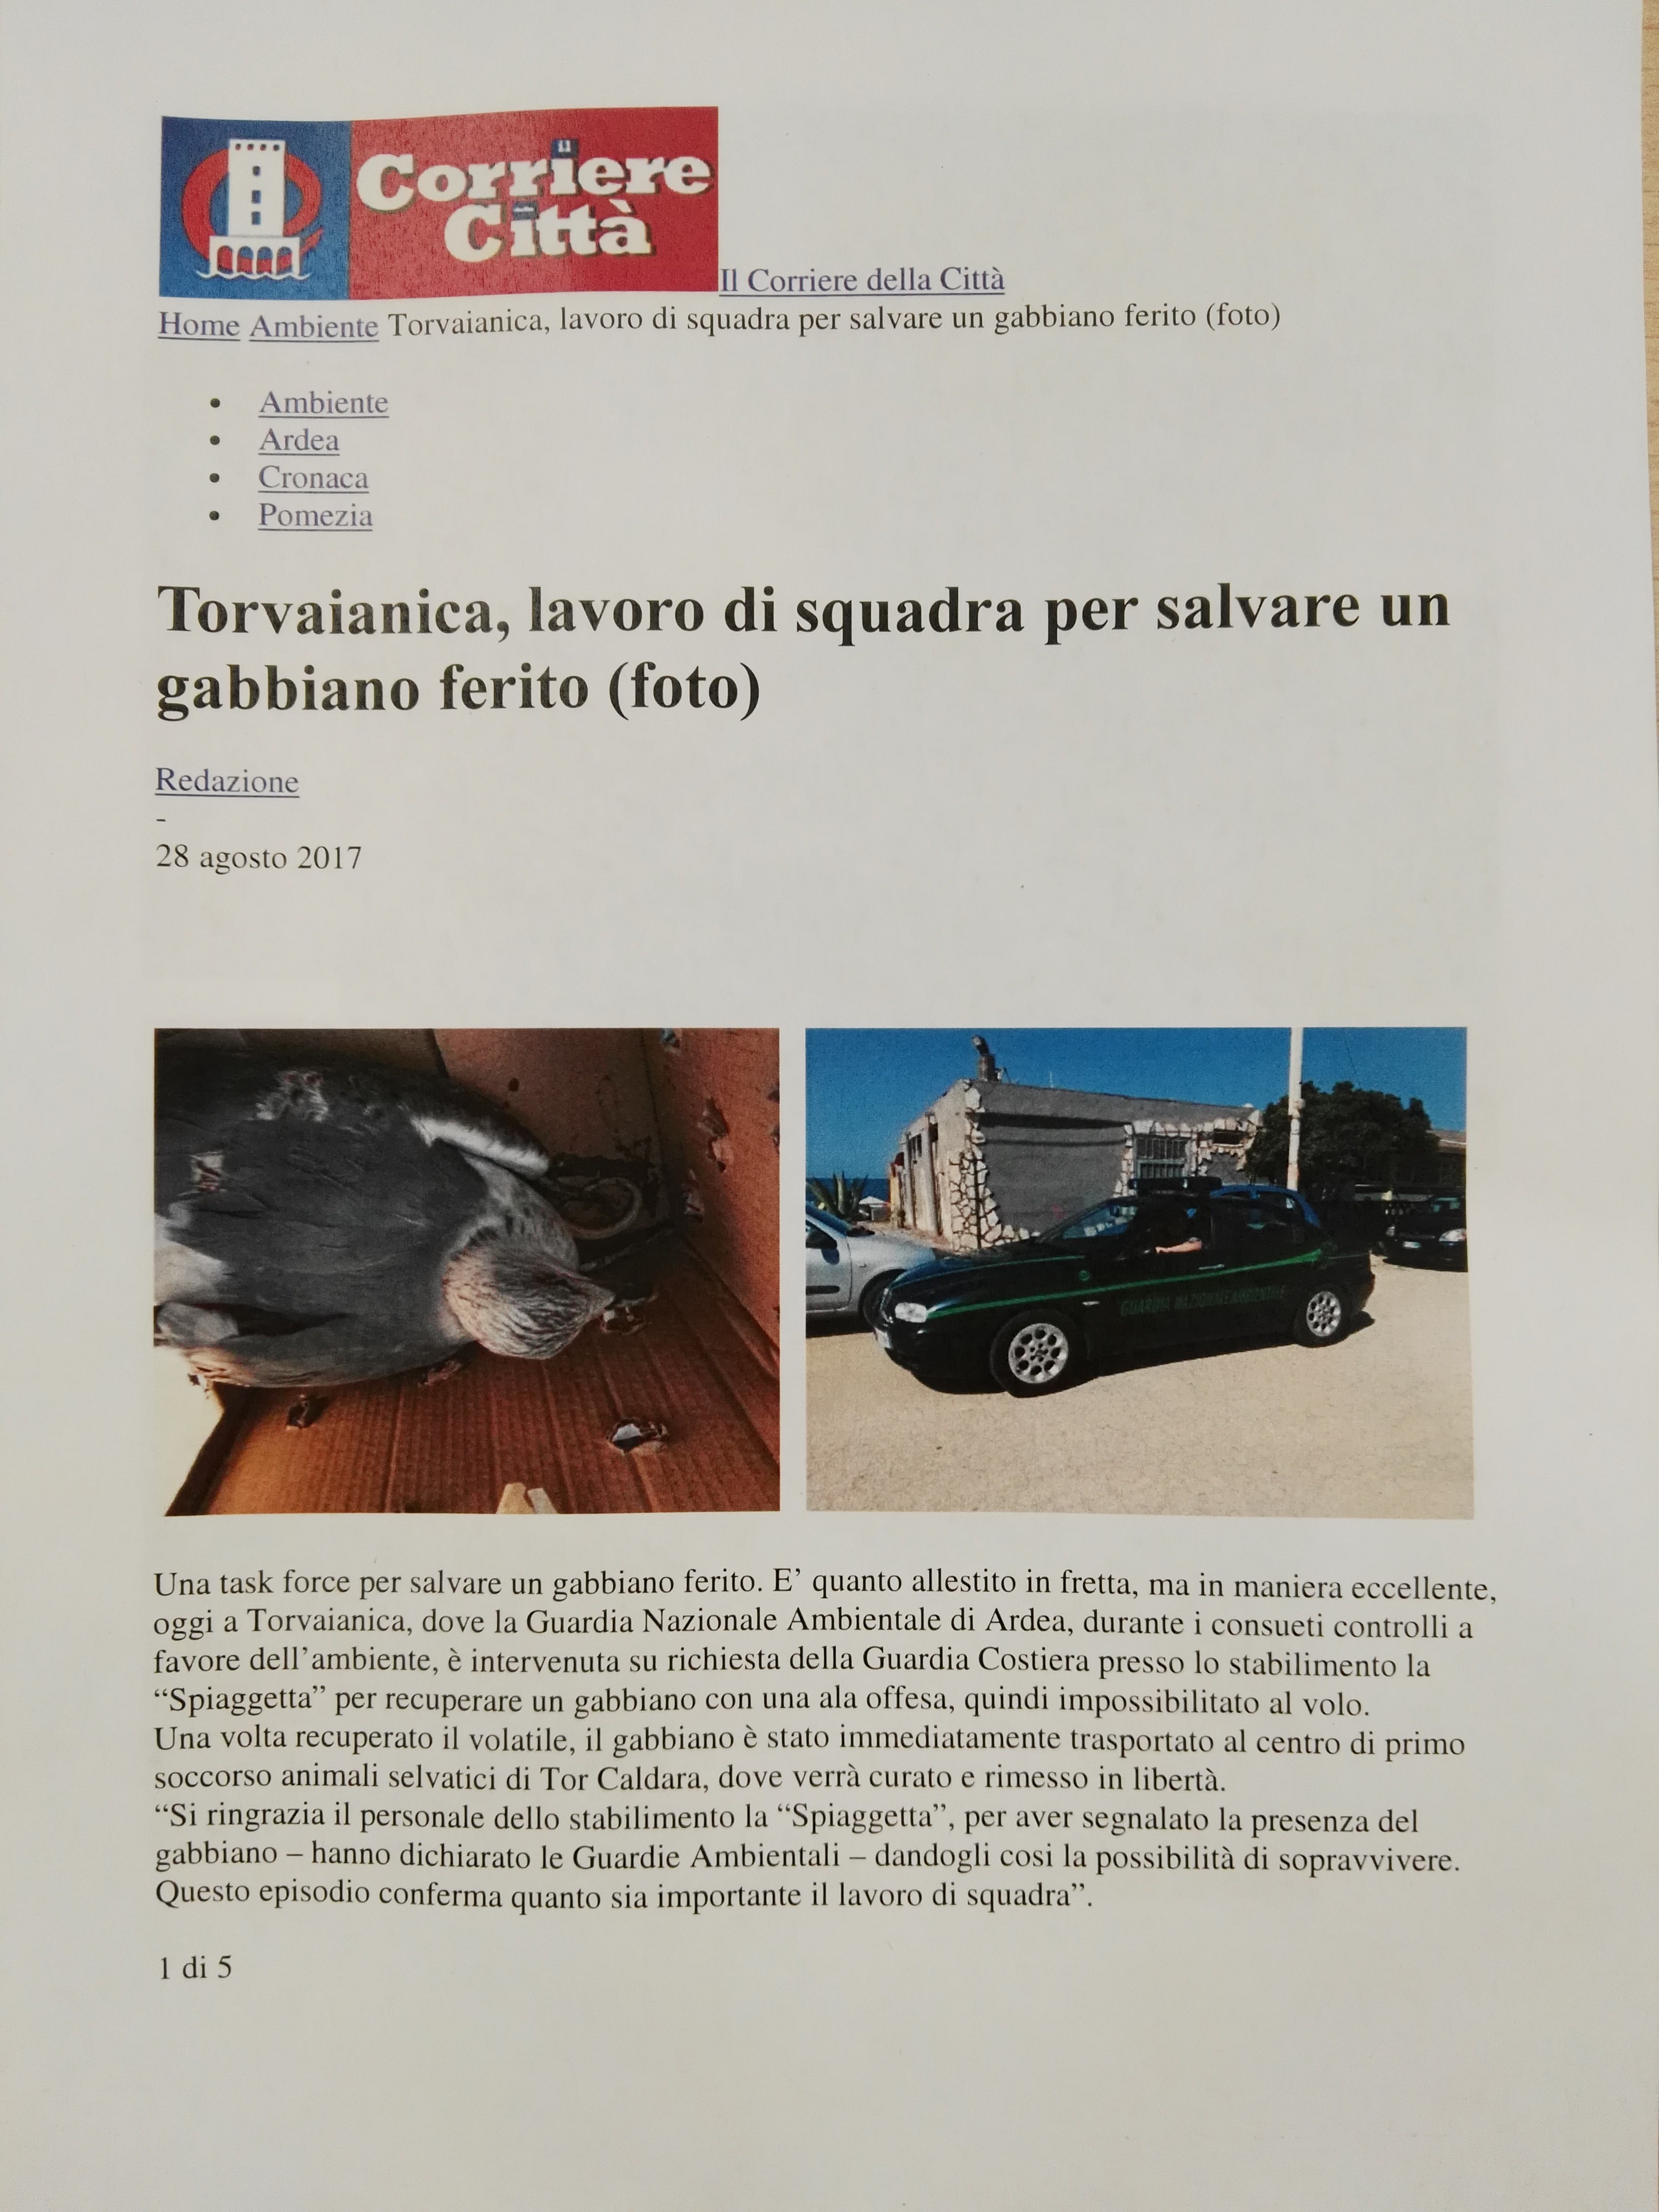 il
Corriere
della
Città
Il Corriere della Città
Home Ambiente Torvaianica, lavoro di squadra per salvare un gabbiano ferito (foto)
• Ambiente
• Ardea
• Cronaca
• Pomezia
Torvaianica, lavoro di squadra per salvare un
gabbiano ferito (foto)
Redazione
-
28 agosto 2017
GUARDIA NAZIONALE AMBIENTALE
Una task force per salvare un gabbiano ferito. E’ quanto allestito in fretta, ma in maniera eccellente,
oggi a Torvaianica, dove la Guardia Nazionale Ambientale di Ardea, durante i consueti controlli a
favore dell’ambiente, è intervenuta su richiesta della Guardia Costiera presso lo stabilimento la
“Spiaggetta” per recuperare un gabbiano con una ala offesa, quindi impossibilitato al volo.
Una volta recuperato il volatile, il gabbiano è stato immediatamente trasportato al centro di primo
soccorso animali selvatici di Tor Caldara, dove verrà curato e rimesso in libertà.
“Si ringrazia il personale dello stabilimento la “Spiaggetta”, per aver segnalato la presenza del
gabbiano – hanno dichiarato le Guardie Ambientali – dandogli cosi la possibilità di sopravvivere.
Questo episodio conferma quanto sia importante il lavoro di squadra”.
1 di 5